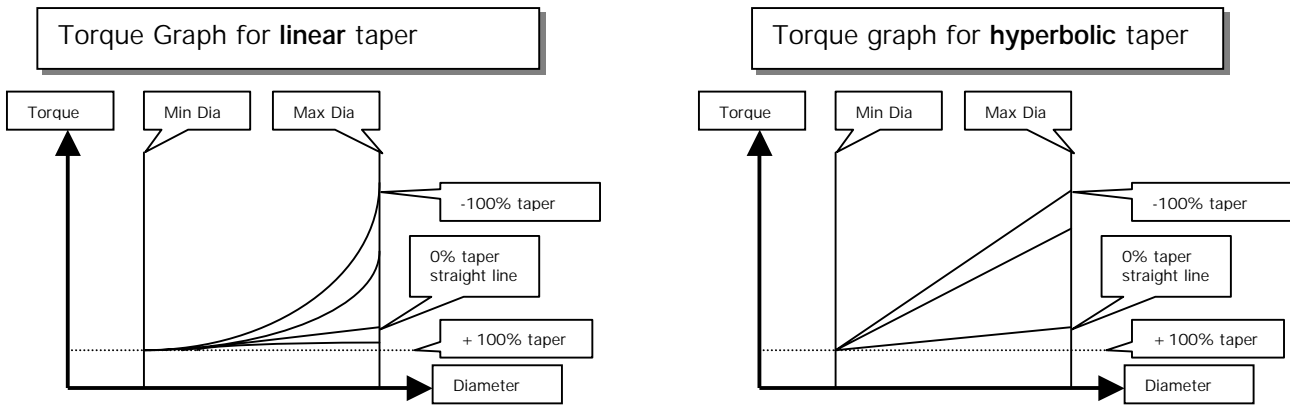 Torque Graph for linear taper
Torque
Min Dia
Max Dia
-100% taper
0% taper
straight line
+ 100% taper
Diameter
Torque graph for hyperbolic taper
Torque
Min Dia
Max Dia
-100% taper
0% taper
straight line
+ 100% taper
Diameter